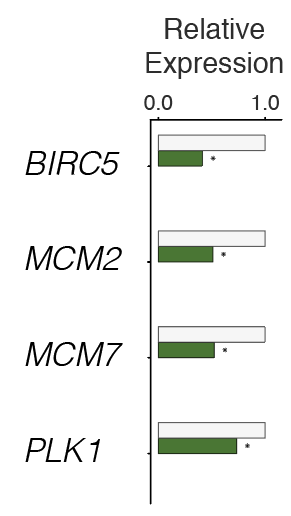 Relative
Expression
0.0 1.0
BIRC5
*
MCM2
*
MCM7
*
PLK1
*